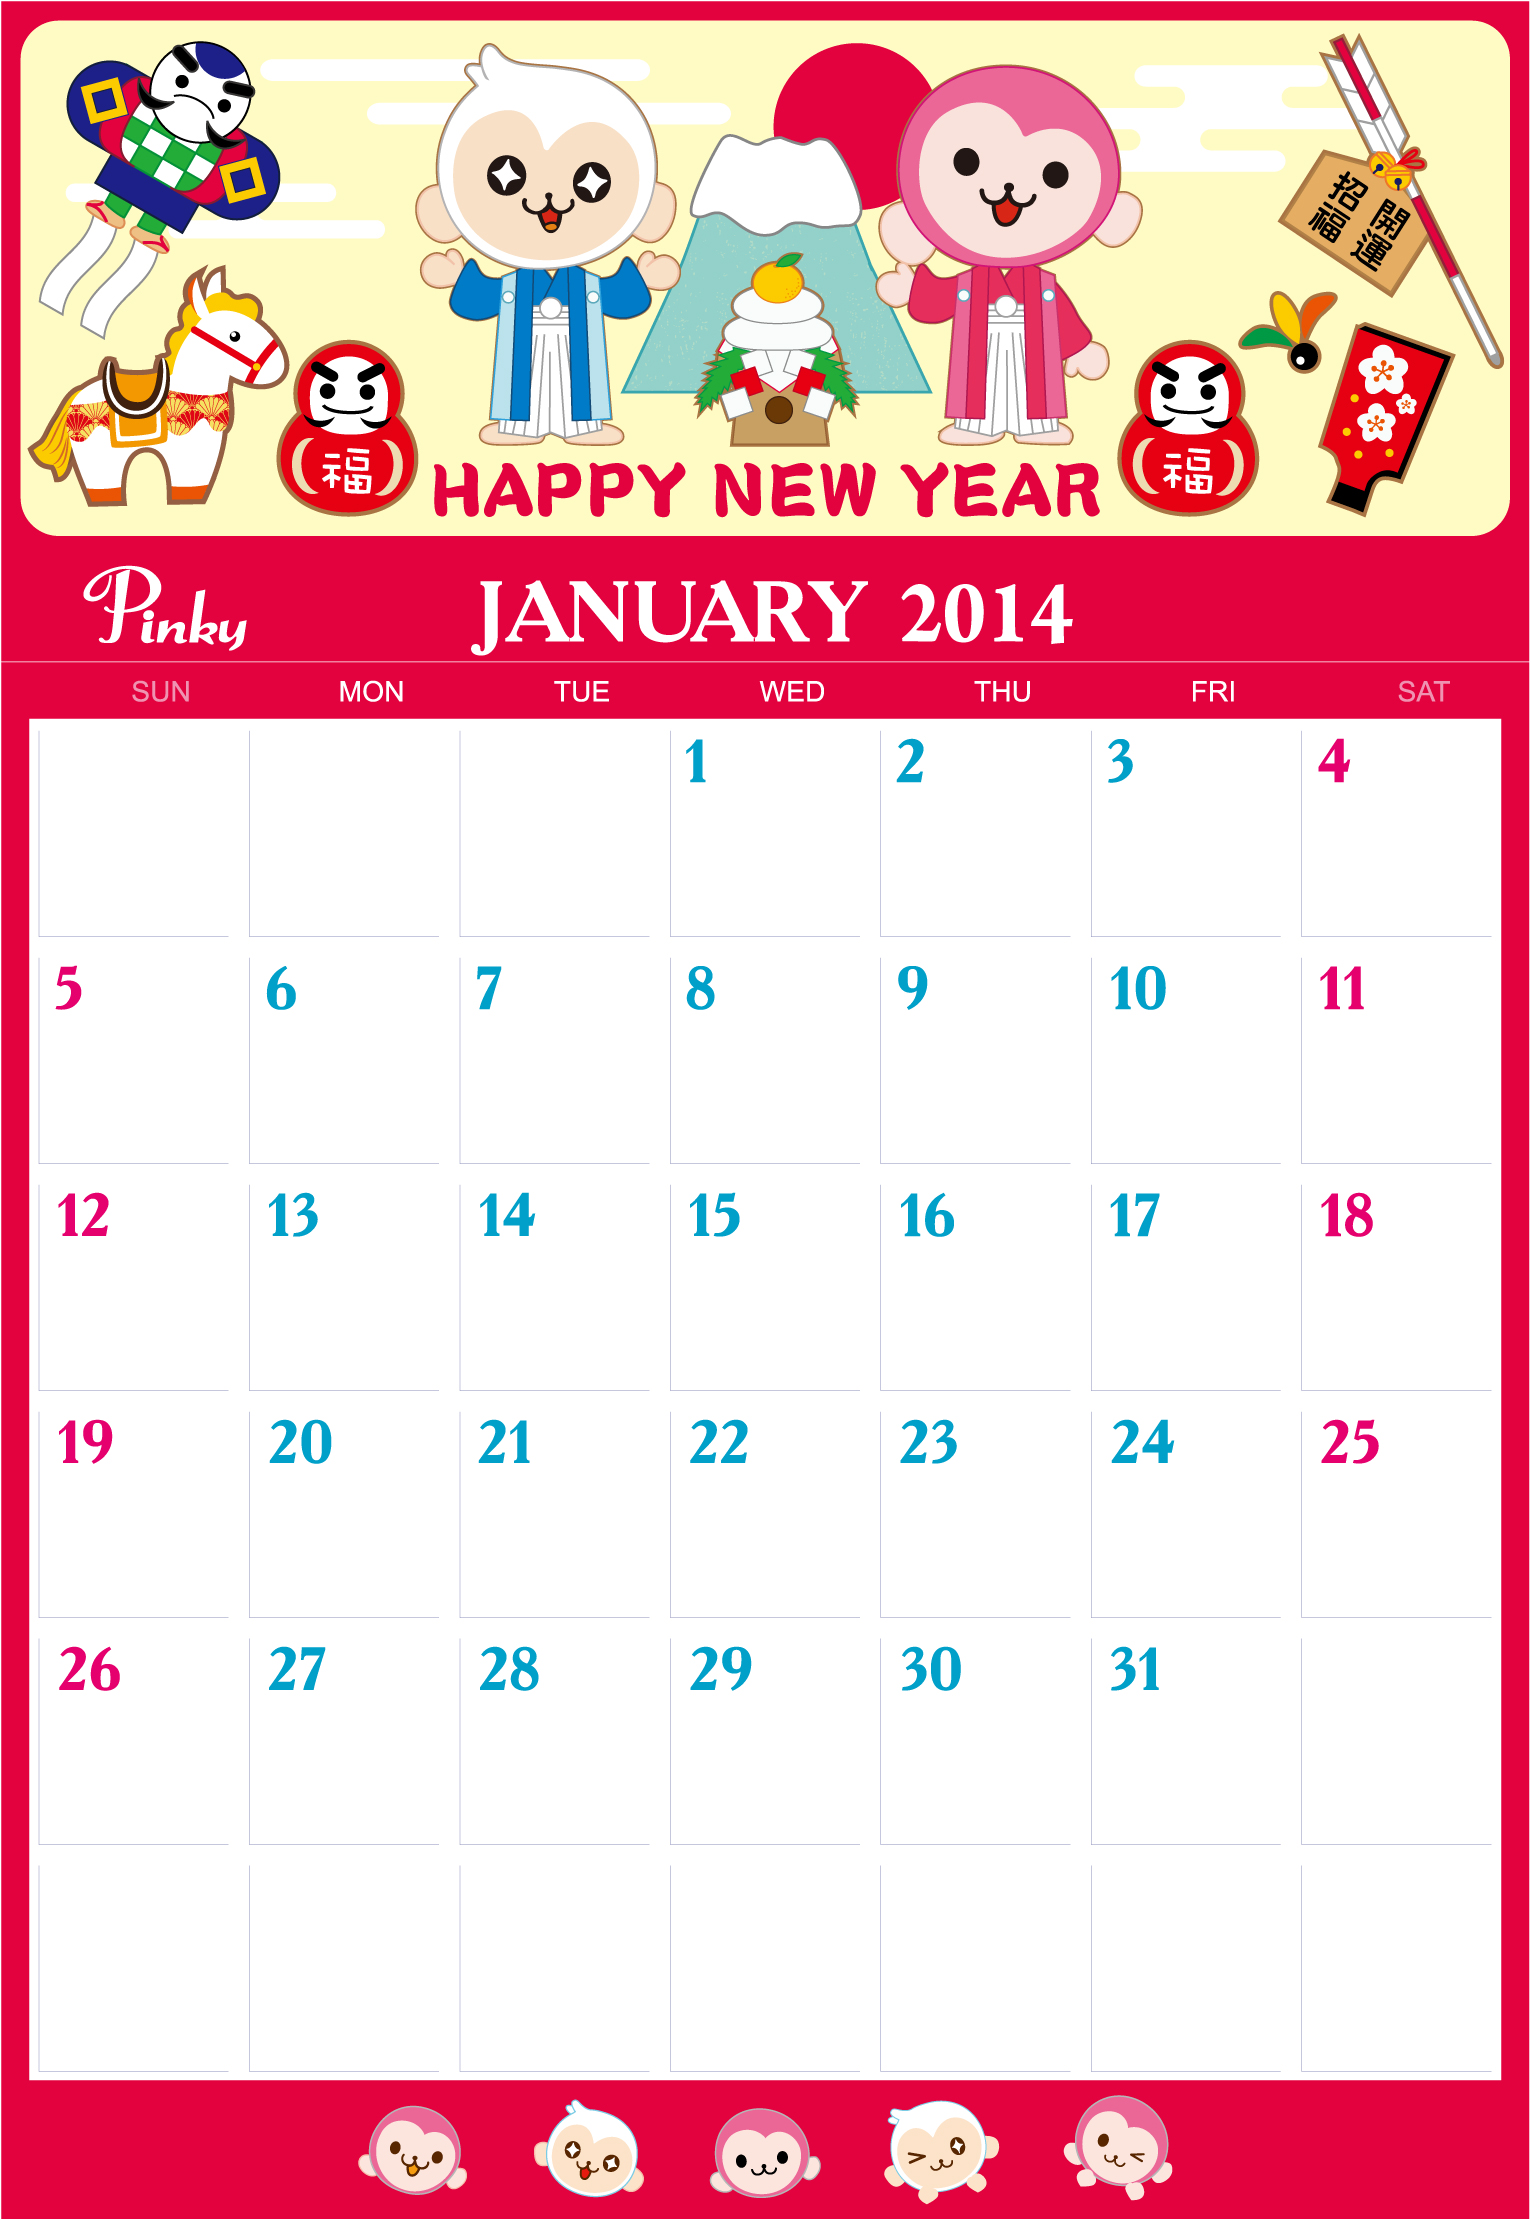 開運
招福
福
福
HAPPY NEW YEAR
Pinky
JANUARY 2014
SUN MON TUE WED THU FRI SAT
1 2 3 4
5 6 7 8 9 10 11
12 13 14 15 16 17 18
19 20 21 22 23 24 25
26 27 28 29 30 31